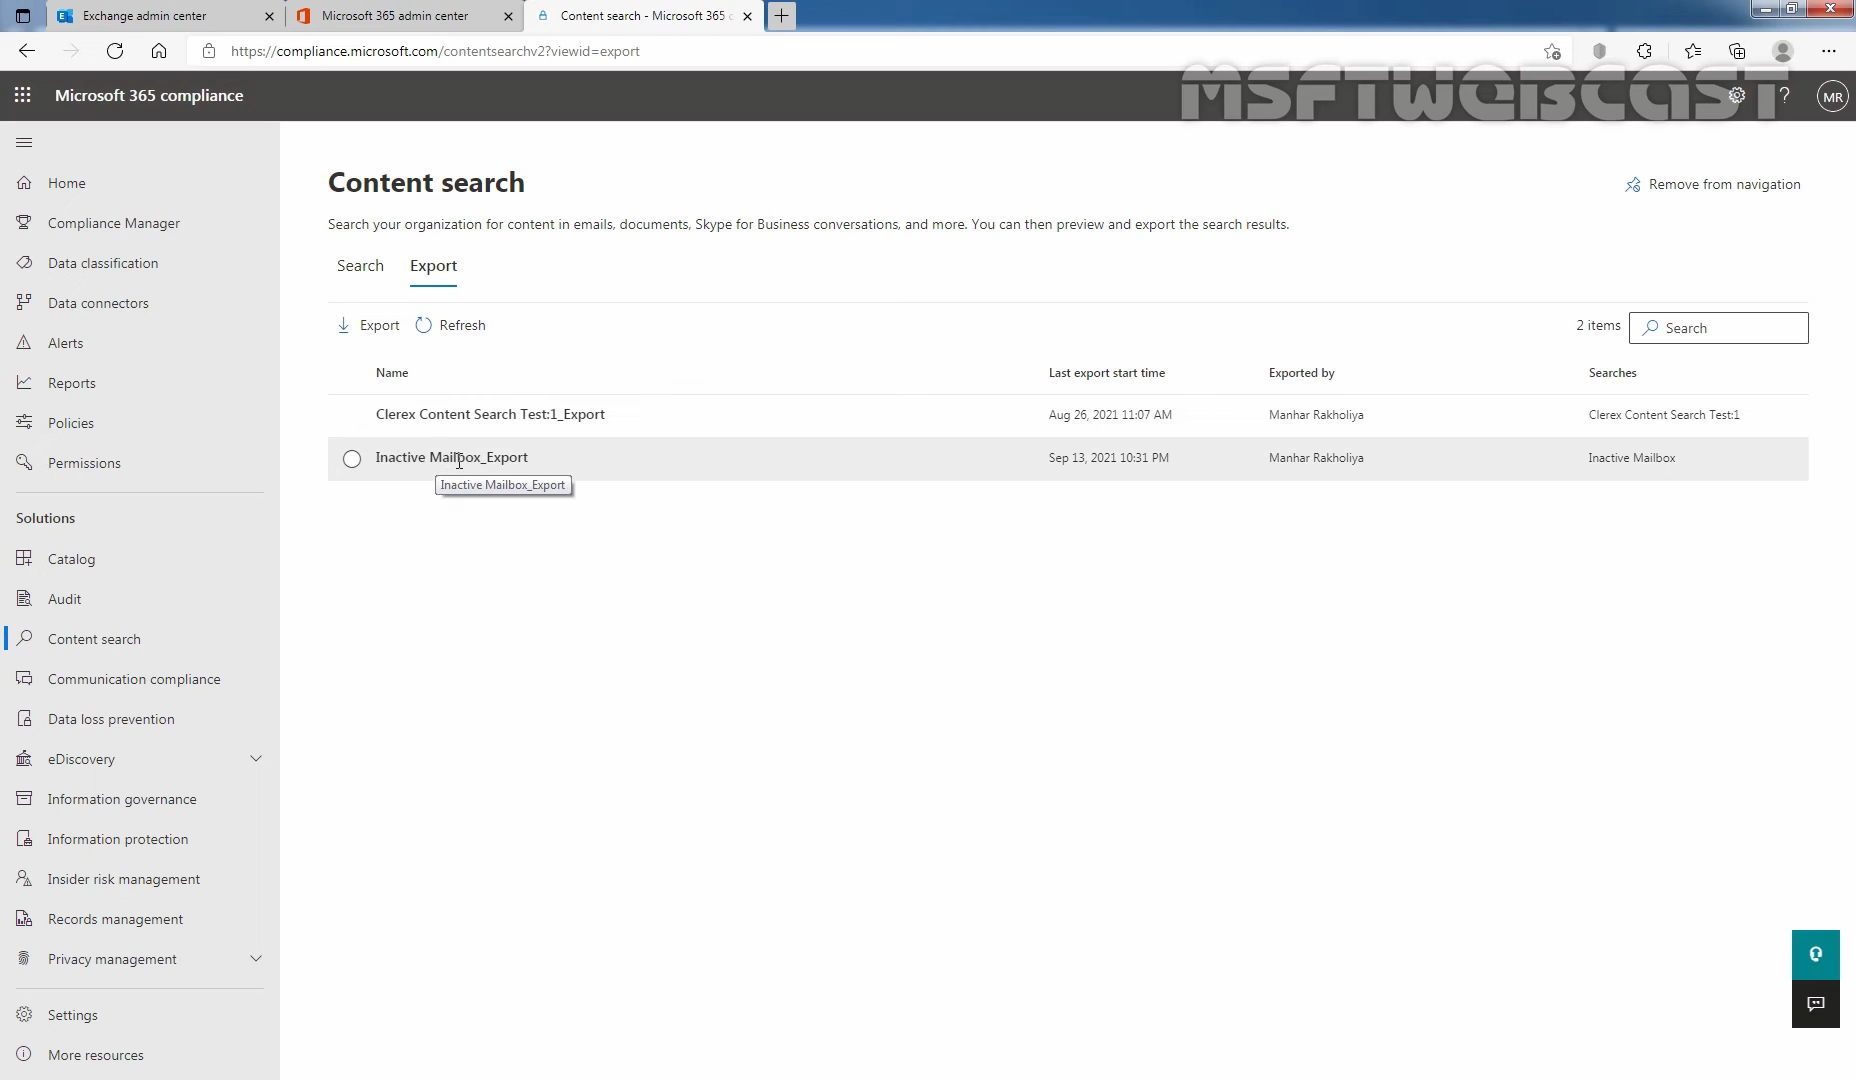 Exchange admin center
Microsoft 365 admin center
Content search - Microsoft 365 c
https://compliance.microsoft.com/contentsearchv2?viewid=export
Microsoft 365 compliance
MSFTWEBCAST
MR
Home
Compliance Manager
Data classification
Data connectors
Alerts
Reports
Policies
Permissions
Solutions
Catalog
Audit
Content search
Communication compliance
Data loss prevention
eDiscovery
Information governance
Information protection
Insider risk management
Records management
Privacy management
Settings
More resources
Content search
Remove from navigation
Search your organization for content in emails, documents, Skype for Business conversations, and more. You can then preview and export the search results.
Search Export
Export Refresh
2 items Search
Name Last export start time Exported by Searches
Clerex Content Search Test:1_Export Aug 26, 2021 11:07 AM Manhar Rakholiya Clerex Content Search Test:1
Inactive Mailbox_Export Sep 13, 2021 10:31 PM Manhar Rakholiya Inactive Mailbox
Inactive Mailbox_Export